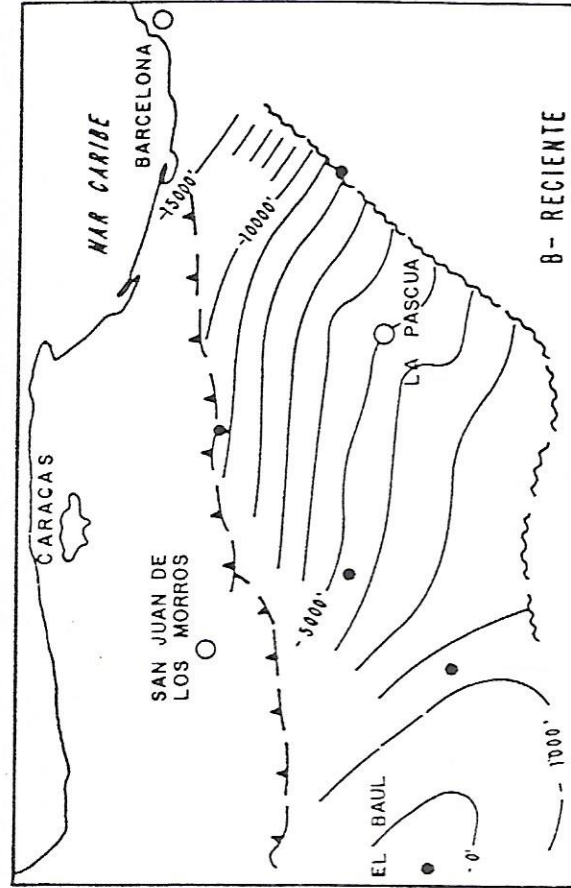 MAR CARIBE
BARCELONA
CARACAS
-15000'
-10000'
SAN JUAN DE
LOS MORROS
LA PASCUA
-5000'
EL BAUL
-0'
-1000'
B- RECIENTE